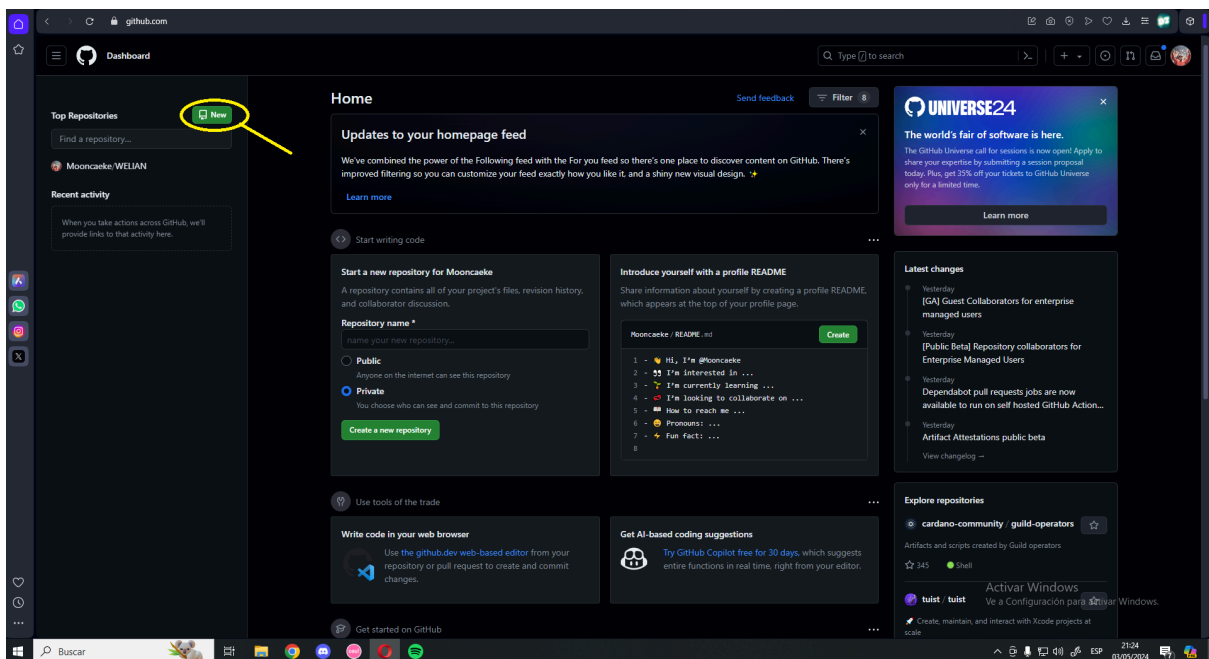 github.com
Dashboard
Type / to search
Top Repositories
New
Find a repository...
Mooncaeke/WELIAN
Recent activity
When you take actions across GitHub, we'll
provide links to that activity here.
Home
Send feedback
Filter 8
Updates to your homepage feed
We've combined the power of the Following feed with the For you feed so there's one place to discover content on GitHub. There's
improved filtering so you can customize your feed exactly how you like it, and a shiny new visual design. ✨
Learn more
Start writing code
Start a new repository for Mooncaeke
A repository contains all of your project's files, revision history,
and collaborator discussion.
Repository name *
name your new repository...
Public
Anyone on the internet can see this repository
Private
You choose who can see and commit to this repository
Create a new repository
Introduce yourself with a profile README
Share information about yourself by creating a profile README,
which appears at the top of your profile page.
Mooncaeke / README.md
Create
1 - 👋 Hi, I'm @Mooncaeke
2 - 👀 I'm interested in ...
3 - 🌱 I'm currently learning ...
4 - 💞️ I'm looking to collaborate on ...
5 - 📫 How to reach me ...
6 - 😄 Pronouns: ...
7 - ⚡ Fun fact: ...
8
Use tools of the trade
Write code in your web browser
Use the github.dev web-based editor from your
repository or pull request to create and commit
changes.
Get AI-based coding suggestions
Try GitHub Copilot free for 30 days, which suggests
entire functions in real time, right from your editor.
Get started on GitHub
UNIVERSE24
The world's fair of software is here.
The GitHub Universe call for sessions is now open! Apply to
share your expertise by submitting a session proposal
today. Plus, get 35% off your tickets to GitHub Universe
only for a limited time.
Learn more
Latest changes
Yesterday
[GA] Guest Collaborators for enterprise
managed users
Yesterday
[Public Beta] Repository collaborators for
Enterprise Managed Users
Yesterday
Dependabot pull requests jobs are now
available to run on self hosted GitHub Action...
Yesterday
Artifact Attestations public beta
View changelog →
Explore repositories
cardano-community / guild-operators
Artifacts and scripts created by Guild operators
345 Shell
tuist / tuist
Create, maintain, and interact with Xcode projects at
scale
Activar Windows
Ve a Configuración para activar Windows.
Buscar
ESP
21:24
03/05/2024